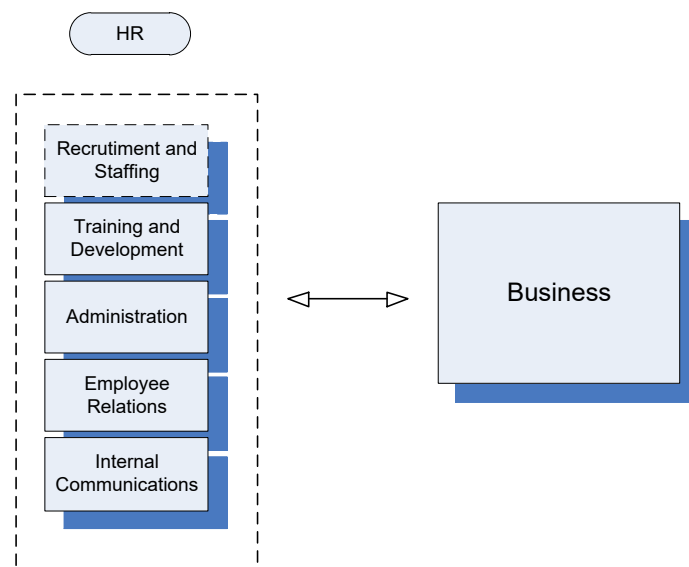 HR
Recrutiment and
Staffing
Training and
Development
Administration
Employee
Relations
Internal
Communications
Business